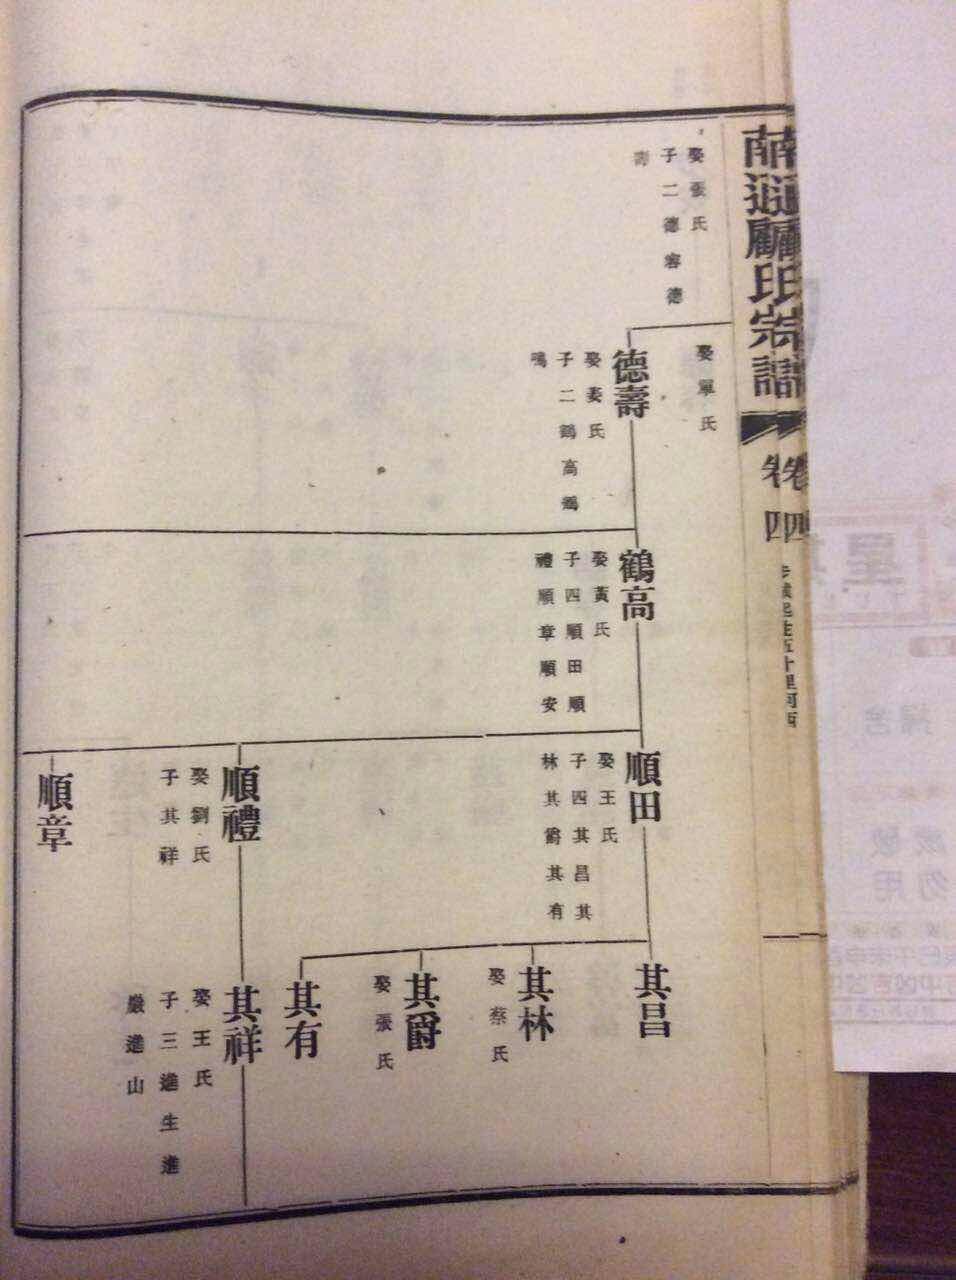 南通顧氏宗譜
卷四
娶張氏
子二德容德
壽
娶單氏
德壽
娶姜氏
子二鶴高鶴
鳴
鶴高
娶黃氏
子四順田順
禮順章順安
順田
娶王氏
子四其昌其
林其爵其有
順禮
娶劉氏
子其祥
順章
其昌
其林
娶蔡氏
其爵
娶張氏
其有
其祥
娶王氏
子三進生進
巖進山